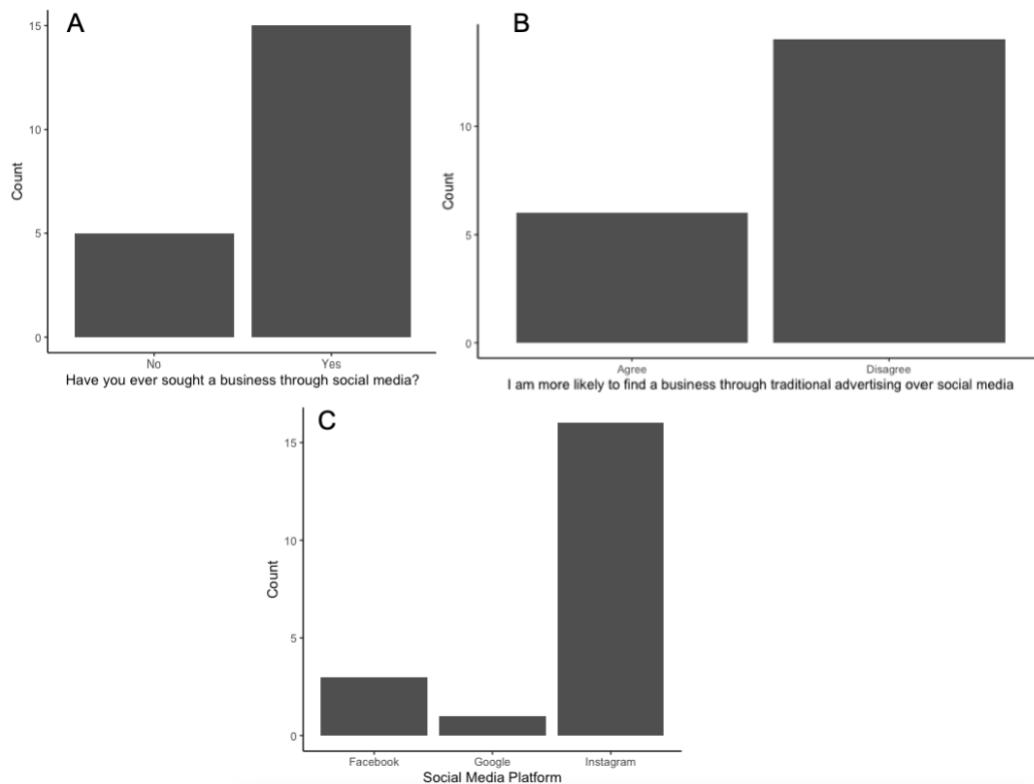 A
15
10
5
0
Count
No Yes
Have you ever sought a business through social media?
B
10
5
0
Count
Agree Disagree
I am more likely to find a business through traditional advertising over social media
C
15
10
5
0
Count
Facebook Google Instagram
Social Media Platform